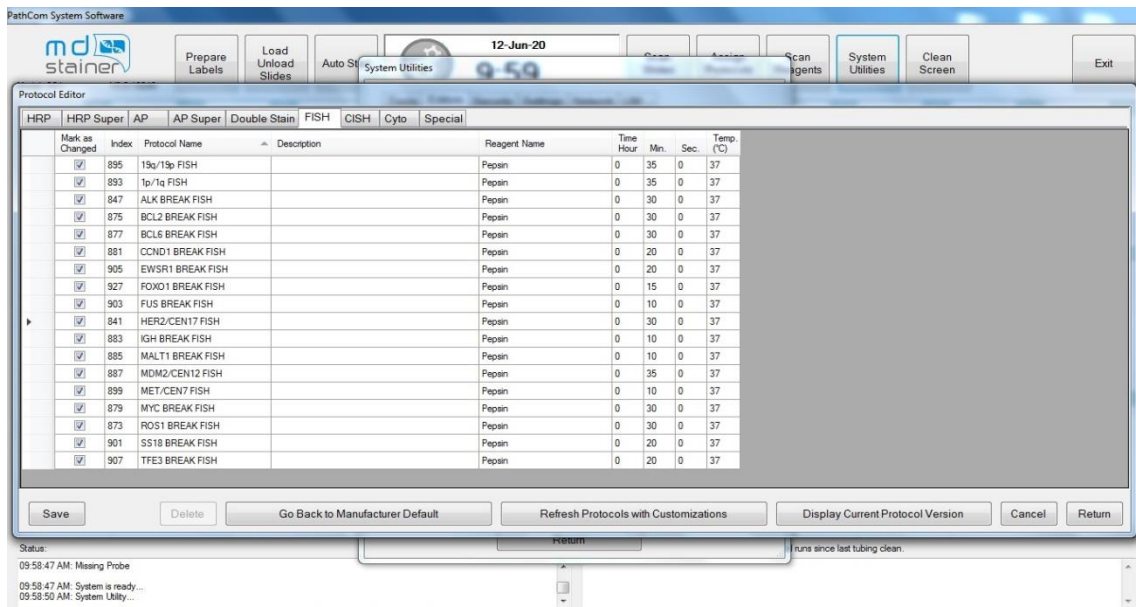 PathCom System Software
md
stainer
Prepare Labels
Load Unload Slides
Auto St
12-Jun-20
9-59
Scan
System Utilities
Clean Screen
Exit
System Utilities
Protocol Editor
HRP HRP Super AP AP Super Double Stain FISH CISH Cyto Special
Mark as Changed Index Protocol Name Description Reagent Name Time Hour Min. Sec. Temp. (°C)
895 19q/19p FISH Pepsin 0 35 0 37
893 1p/1q FISH Pepsin 0 35 0 37
847 ALK BREAK FISH Pepsin 0 30 0 37
875 BCL2 BREAK FISH Pepsin 0 30 0 37
877 BCL6 BREAK FISH Pepsin 0 30 0 37
881 CCND1 BREAK FISH Pepsin 0 20 0 37
905 EWSR1 BREAK FISH Pepsin 0 20 0 37
927 FOXO1 BREAK FISH Pepsin 0 15 0 37
903 FUS BREAK FISH Pepsin 0 10 0 37
841 HER2/CEN17 FISH Pepsin 0 30 0 37
883 IGH BREAK FISH Pepsin 0 10 0 37
885 MALT1 BREAK FISH Pepsin 0 10 0 37
887 MDM2/CEN12 FISH Pepsin 0 35 0 37
899 MET/CEN7 FISH Pepsin 0 10 0 37
879 MYC BREAK FISH Pepsin 0 30 0 37
873 ROS1 BREAK FISH Pepsin 0 30 0 37
901 SS18 BREAK FISH Pepsin 0 20 0 37
907 TFE3 BREAK FISH Pepsin 0 20 0 37
Save Delete Go Back to Manufacturer Default Refresh Protocols with Customizations Display Current Protocol Version Cancel Return
Return
Status:
runs since last tubing clean.
09:58:47 AM: Missing Probe
09:58:47 AM: System is ready...
09:58:50 AM: System Utility...